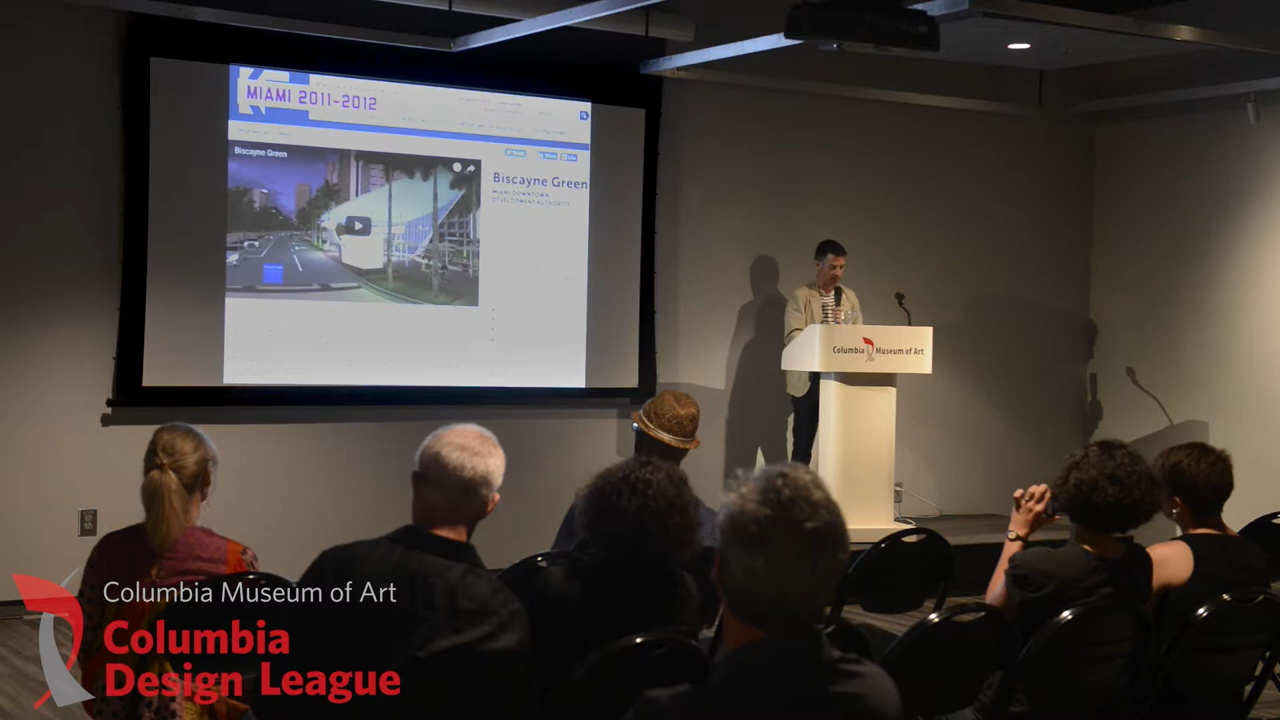 MIAMI 2011-2012
Biscayne Green
Biscayne Green
MIAMI DOWNTOWN
DEVELOPMENT AUTHORITY
Columbia Museum of Art
Columbia Museum of Art
Columbia
Design League